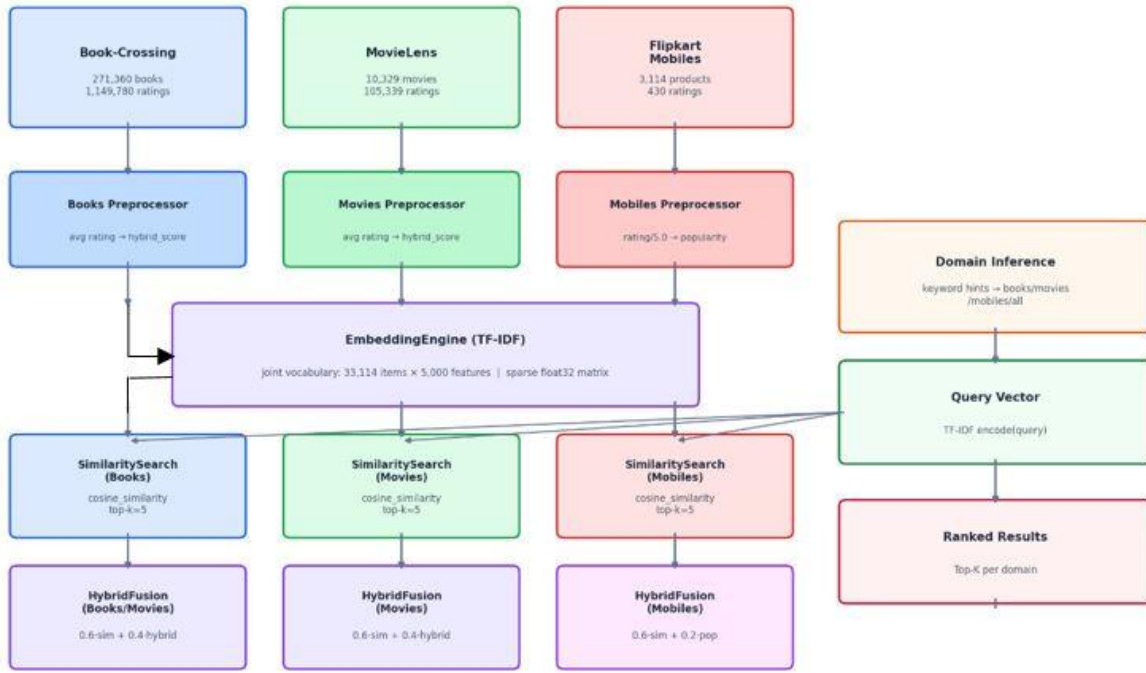 Book-Crossing
271,360 books
1,149,780 ratings
MovieLens
10,329 movies
105,339 ratings
Flipkart
Mobiles
3,114 products
430 ratings
Books Preprocessor
avg rating → hybrid_score
Movies Preprocessor
avg rating → hybrid_score
Mobiles Preprocessor
rating/5.0 → popularity
Domain Inference
keyword hints → books/movies
/mobiles/all
EmbeddingEngine (TF-IDF)
joint vocabulary: 33,114 items × 5,000 features | sparse float32 matrix
Query Vector
TF-IDF encode(query)
SimilaritySearch
(Books)
cosine_similarity
top-k=5
SimilaritySearch
(Movies)
cosine_similarity
top-k=5
SimilaritySearch
(Mobiles)
cosine_similarity
top-k=5
Ranked Results
Top-K per domain
HybridFusion
(Books/Movies)
0.6·sim + 0.4·hybrid
HybridFusion
(Movies)
0.6·sim + 0.4·hybrid
HybridFusion
(Mobiles)
0.6·sim + 0.2·pop